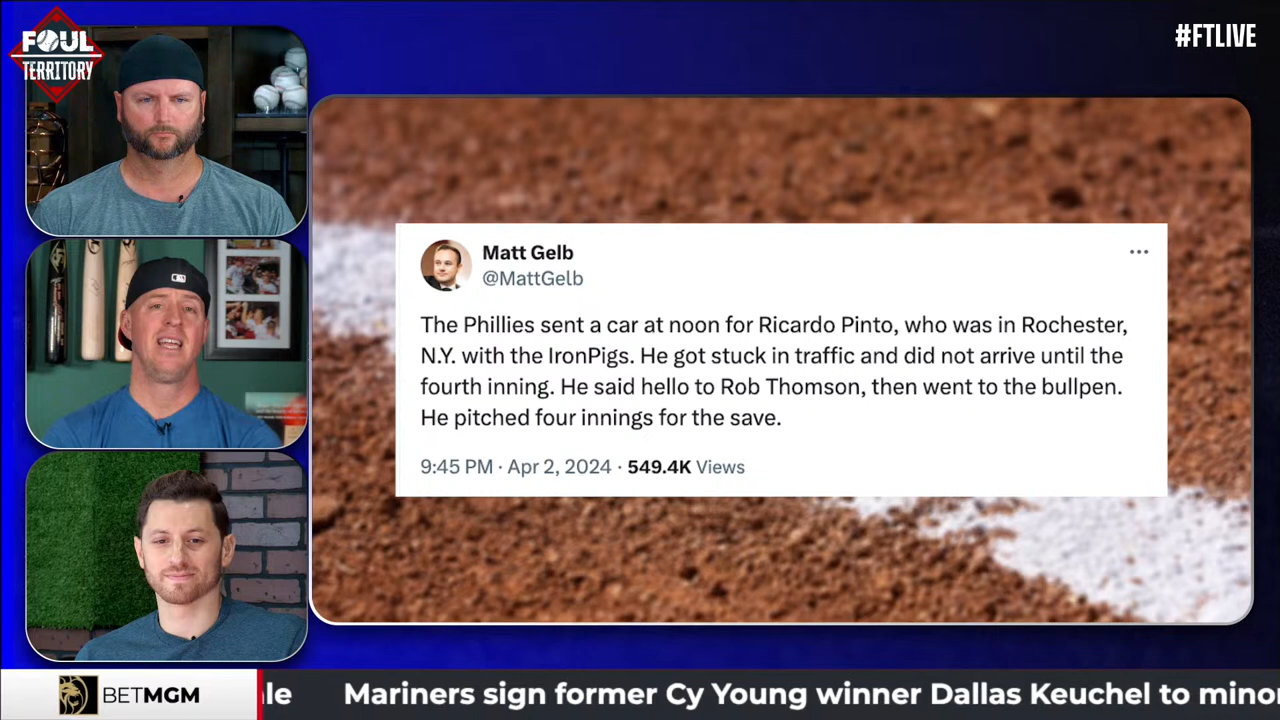 FOUL
TERRITORY
#FTLIVE
Matt Gelb
@MattGelb
The Phillies sent a car at noon for Ricardo Pinto, who was in Rochester,
N.Y. with the IronPigs. He got stuck in traffic and did not arrive until the
fourth inning. He said hello to Rob Thomson, then went to the bullpen.
He pitched four innings for the save.
9:45 PM · Apr 2, 2024 · 549.4K Views
BETMGM
le Mariners sign former Cy Young winner Dallas Keuchel to minor